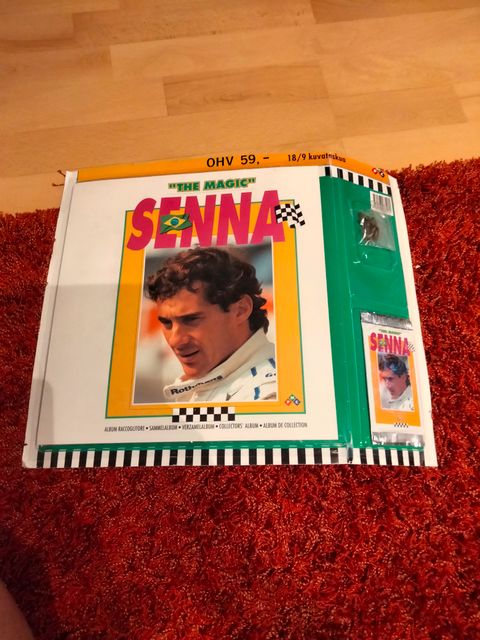 OHV 59,-
18/9 kuvataskua
"THE MAGIC"
SENNA
Rothmans
ALBUM RACCOGLITORE • SAMMELALBUM • VERZAMELALBUM • COLLECTORS' ALBUM • ALBUM DE COLLECTION
"THE MAGIC"
SENNA